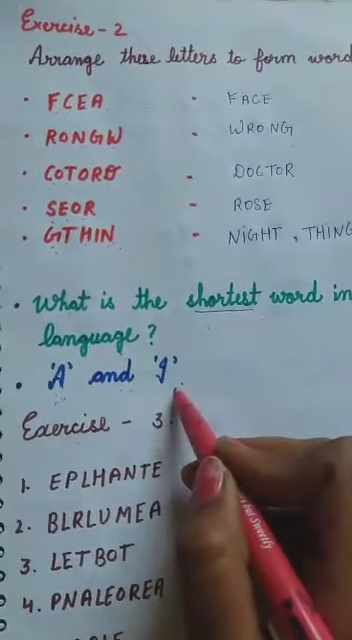 Exercise - 2
Arrange these letters to form word
· FCEA - FACE
· RONGW - WRONG
· COTORD - DOCTOR
· SEOR - ROSE
· GTHIN - NIGHT, THING
· What is the shortest word in
language?
· 'A' and 'I'
Exercise - 3.
1. EPLHANTE
2. BLRLUMEA
3. LETBOT
4. PNALEOREA